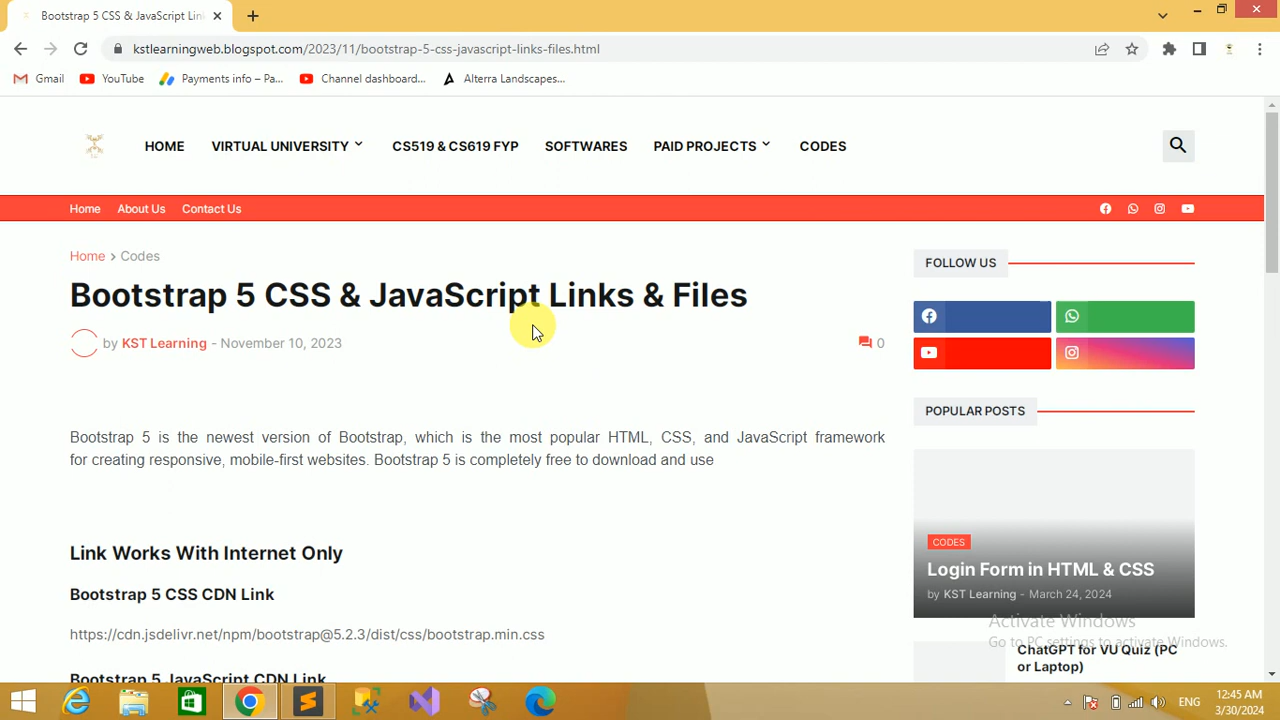 Bootstrap 5 CSS & JavaScript Lin
kstlearningweb.blogspot.com/2023/11/bootstrap-5-css-javascript-links-files.html
Gmail YouTube Payments info – Pa... Channel dashboard... Alterra Landscapes...
HOME VIRTUAL UNIVERSITY CS519 & CS619 FYP SOFTWARES PAID PROJECTS CODES
Home About Us Contact Us
Home > Codes
Bootstrap 5 CSS & JavaScript Links & Files
by KST Learning - November 10, 2023
0
Bootstrap 5 is the newest version of Bootstrap, which is the most popular HTML, CSS, and JavaScript framework
for creating responsive, mobile-first websites. Bootstrap 5 is completely free to download and use
Link Works With Internet Only
Bootstrap 5 CSS CDN Link
https://cdn.jsdelivr.net/npm/bootstrap@5.2.3/dist/css/bootstrap.min.css
Bootstrap 5 JavaScript CDN Link
FOLLOW US
POPULAR POSTS
CODES
Login Form in HTML & CSS
by KST Learning - March 24, 2024
Activate Windows
Go to PC settings to activate Windows.
ChatGPT for VU Quiz (PC
or Laptop)
ENG
12:45 AM
3/30/2024